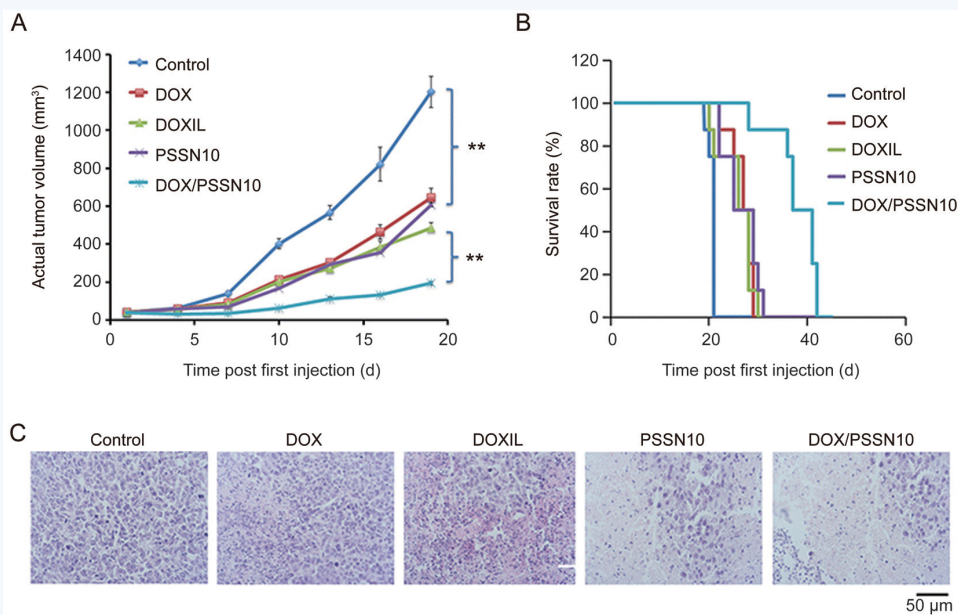 A
Actual tumor volume (mm³)
1400
1200
1000
800
600
400
200
0
0
5
10
15
20
Time post first injection (d)
Control
DOX
DOXIL
PSSN10
DOX/PSSN10
**
**
B
Survival rate (%)
120
100
80
60
40
20
0
0
20
40
60
Time post first injection (d)
Control
DOX
DOXIL
PSSN10
DOX/PSSN10
C
Control
DOX
DOXIL
PSSN10
DOX/PSSN10
50 μm